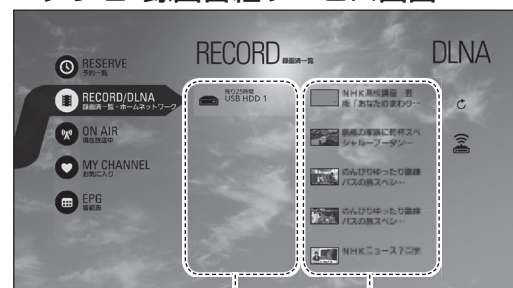 RECORD 録画済一覧
DLNA
RESERVE
予約一覧
RECORD/DLNA
録画済一覧・ホームネットワーク
ON AIR
現在放送中
MY CHANNEL
お気に入り
EPG
番組表
残り25時間
USB HDD 1
NHK高校講座 芸
術「あなたのまわり…
のんびりゆったり路線
バスの旅スペシ…
のんびりゆったり路線
バスの旅スペシ…
NHKニュース7